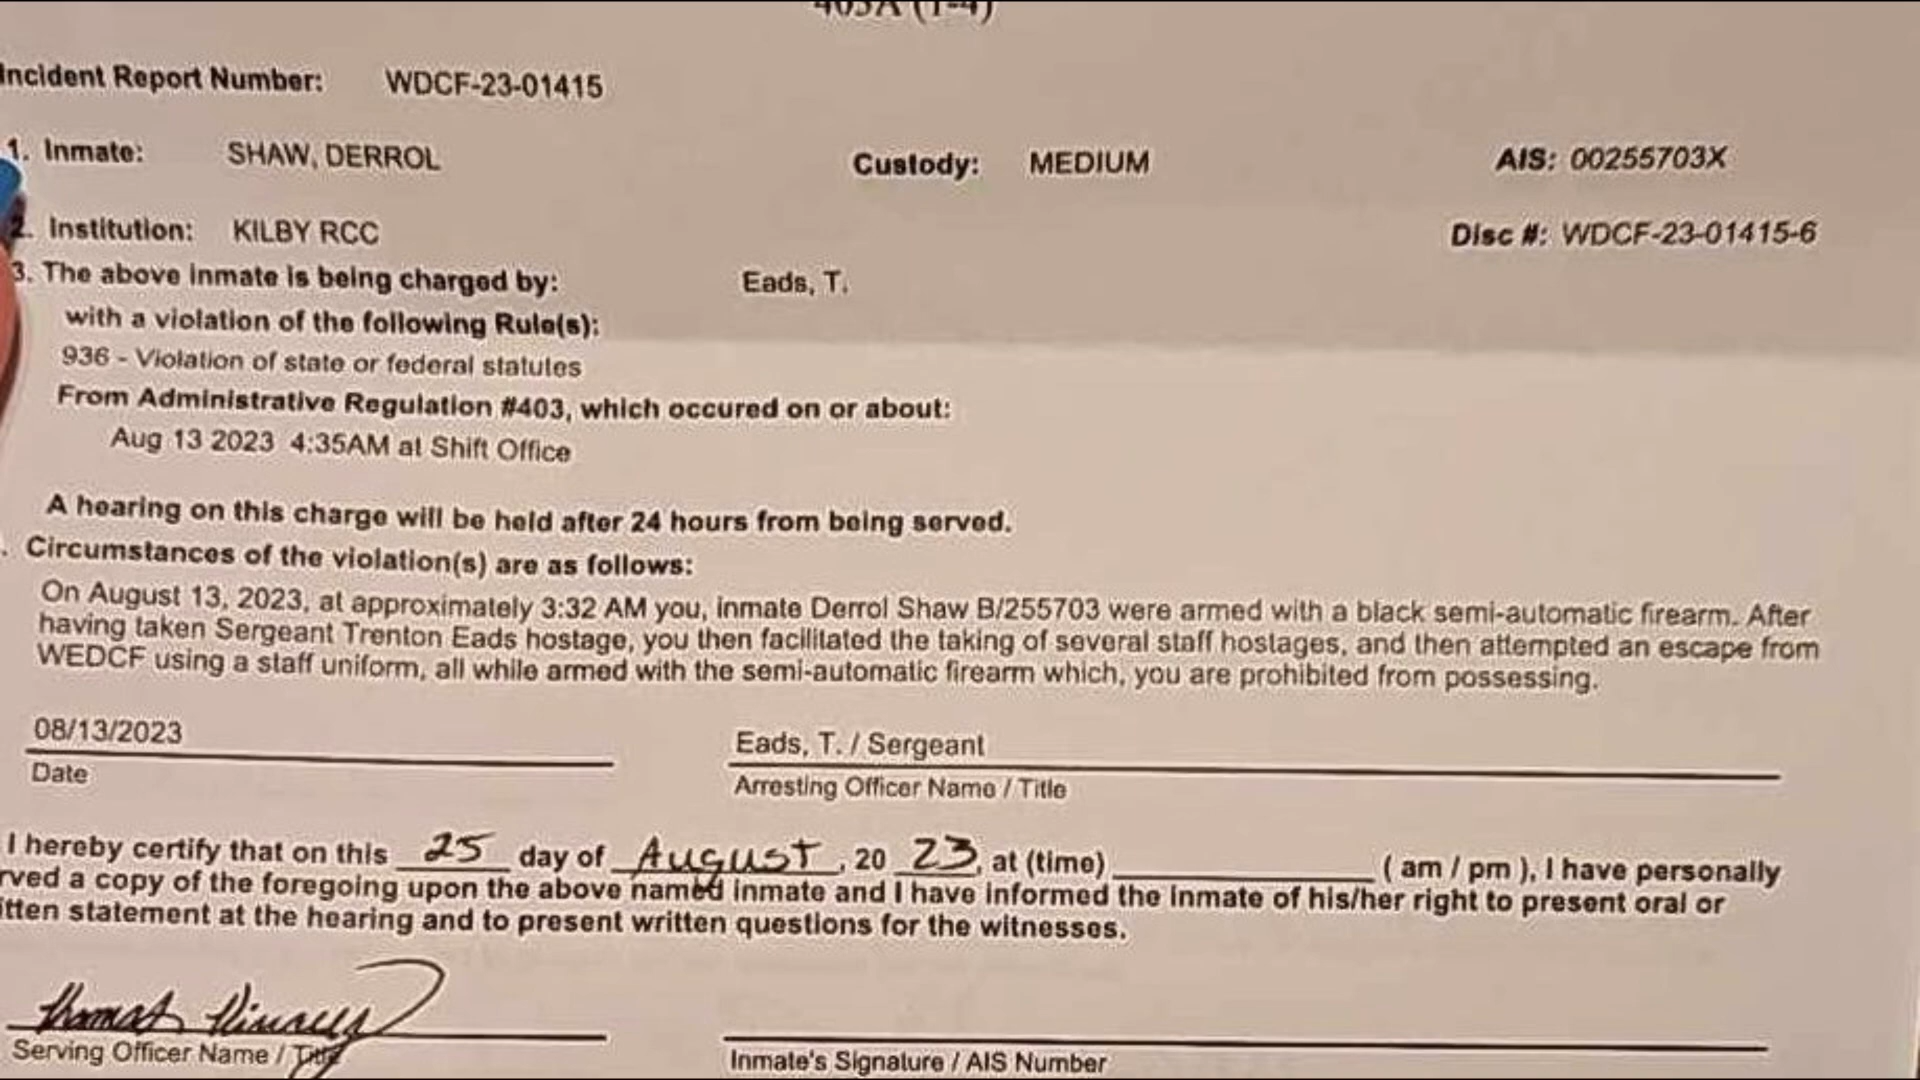 403A (1-4)
Incident Report Number: WDCF-23-01415
1. Inmate: SHAW, DERROL Custody: MEDIUM AIS: 00255703X
2. Institution: KILBY RCC Disc #: WDCF-23-01415-6
3. The above inmate is being charged by: Eads, T.
with a violation of the following Rule(s):
936 - Violation of state or federal statutes
From Administrative Regulation #403, which occured on or about:
Aug 13 2023 4:35AM at Shift Office
A hearing on this charge will be held after 24 hours from being served.
. Circumstances of the violation(s) are as follows:
On August 13, 2023, at approximately 3:32 AM you, inmate Derrol Shaw B/255703 were armed with a black semi-automatic firearm. After
having taken Sergeant Trenton Eads hostage, you then facilitated the taking of several staff hostages, and then attempted an escape from
WEDCF using a staff uniform, all while armed with the semi-automatic firearm which, you are prohibited from possessing.
08/13/2023 Eads, T. / Sergeant
Date Arresting Officer Name / Title
I hereby certify that on this 25 day of August, 20 23, at (time) ( am / pm ), I have personally
rved a copy of the foregoing upon the above named inmate and I have informed the inmate of his/her right to present oral or
itten statement at the hearing and to present written questions for the witnesses.
Thomas
Serving Officer Name / Title Inmate's Signature / AIS Number